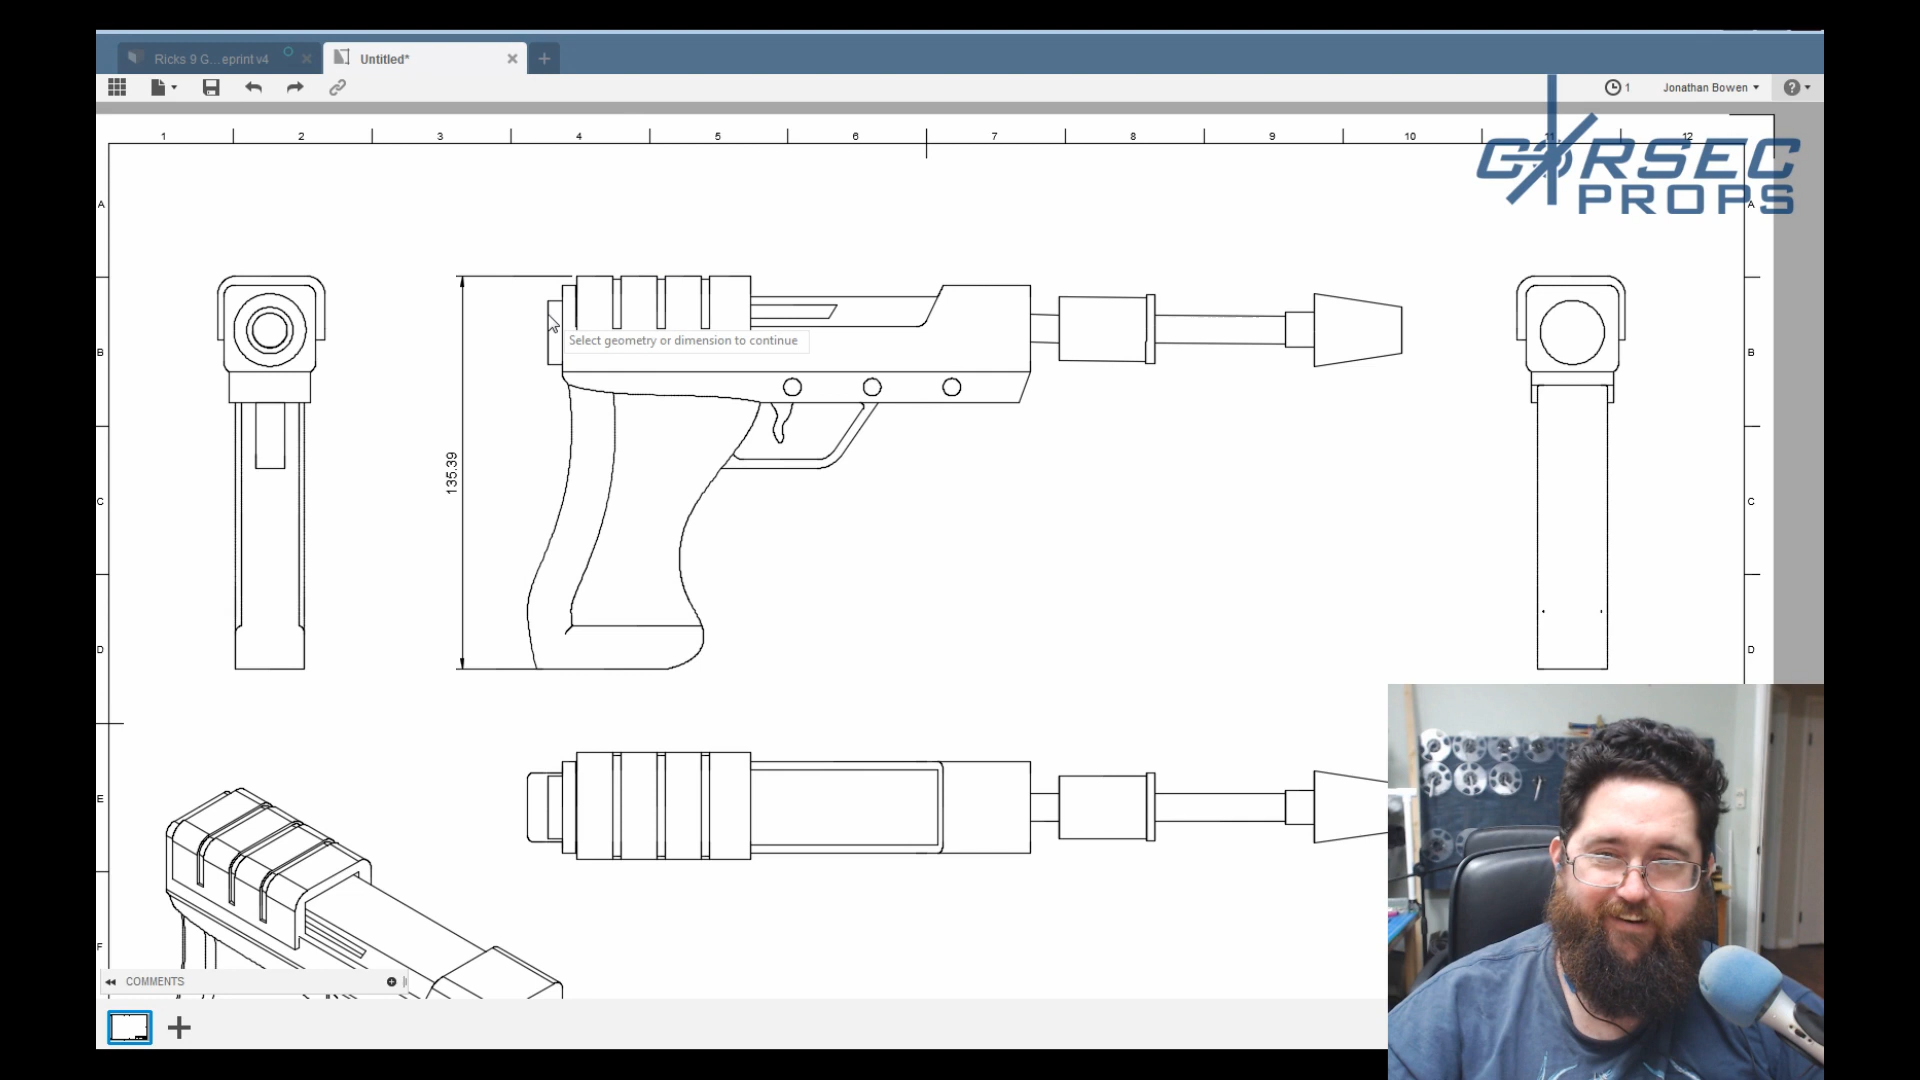 Ricks 9 G...eprint v4
Untitled*
1
Jonathan Bowen
1 2 3 4 5 6 7 8 9 10 11 12
CORSEC
PROPS
A A
B B
Select geometry or dimension to continue
135.39
C C
D D
E
F
COMMENTS